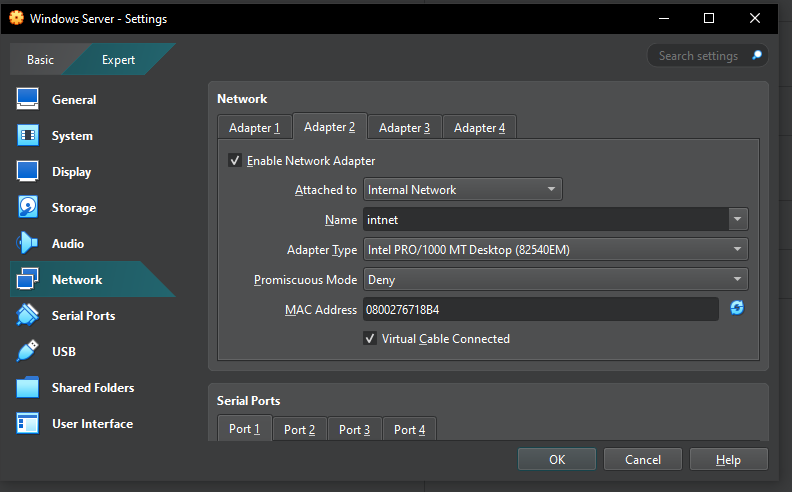 Windows Server - Settings
Basic
Expert
Search settings
General
System
Display
Storage
Audio
Network
Serial Ports
USB
Shared Folders
User Interface
Network
Adapter 1
Adapter 2
Adapter 3
Adapter 4
Enable Network Adapter
Attached to
Internal Network
Name
intnet
Adapter Type
Intel PRO/1000 MT Desktop (82540EM)
Promiscuous Mode
Deny
MAC Address
0800276718B4
Virtual Cable Connected
Serial Ports
Port 1
Port 2
Port 3
Port 4
OK
Cancel
Help